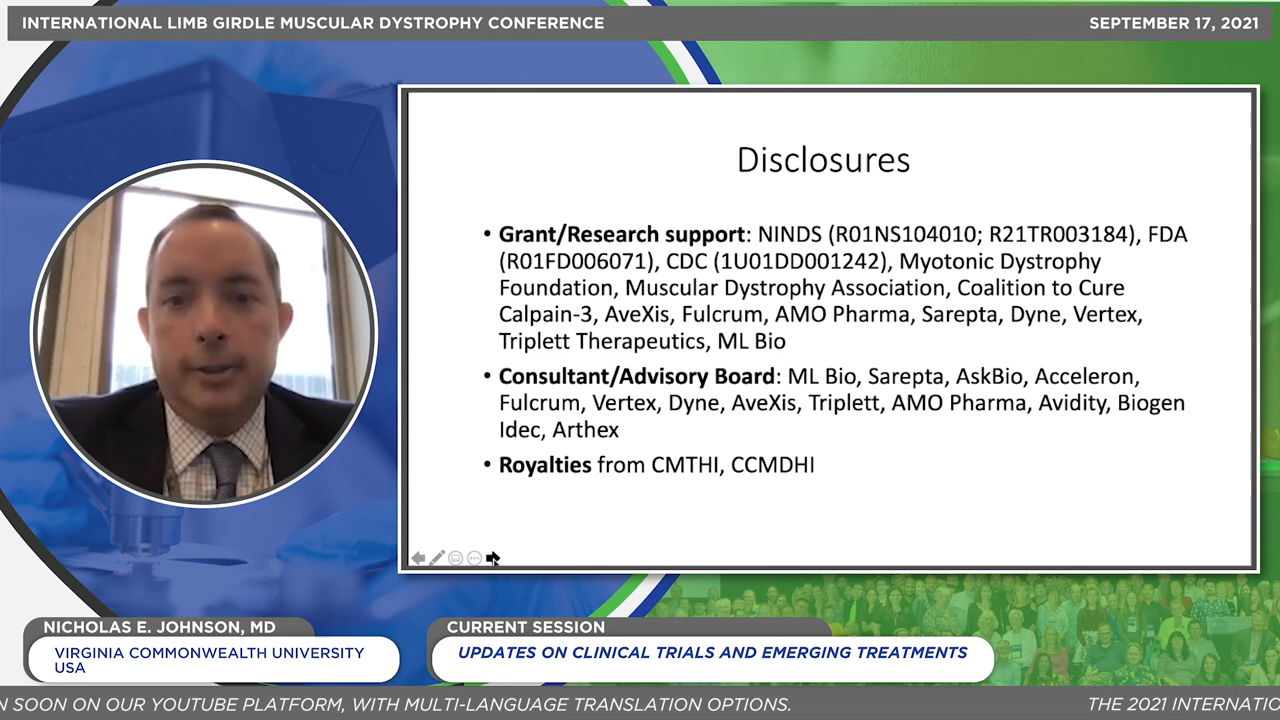 INTERNATIONAL LIMB GIRDLE MUSCULAR DYSTROPHY CONFERENCE
SEPTEMBER 17, 2021
Disclosures
• Grant/Research support: NINDS (R01NS104010; R21TR003184), FDA
(R01FD006071), CDC (1U01DD001242), Myotonic Dystrophy
Foundation, Muscular Dystrophy Association, Coalition to Cure
Calpain-3, AveXis, Fulcrum, AMO Pharma, Sarepta, Dyne, Vertex,
Triplett Therapeutics, ML Bio
• Consultant/Advisory Board: ML Bio, Sarepta, AskBio, Acceleron,
Fulcrum, Vertex, Dyne, AveXis, Triplett, AMO Pharma, Avidity, Biogen
Idec, Arthex
• Royalties from CMTHI, CCMDHI
NICHOLAS E. JOHNSON, MD
VIRGINIA COMMONWEALTH UNIVERSITY
USA
CURRENT SESSION
UPDATES ON CLINICAL TRIALS AND EMERGING TREATMENTS
N SOON ON OUR YOUTUBE PLATFORM, WITH MULTI-LANGUAGE TRANSLATION OPTIONS.
THE 2021 INTERNATIO